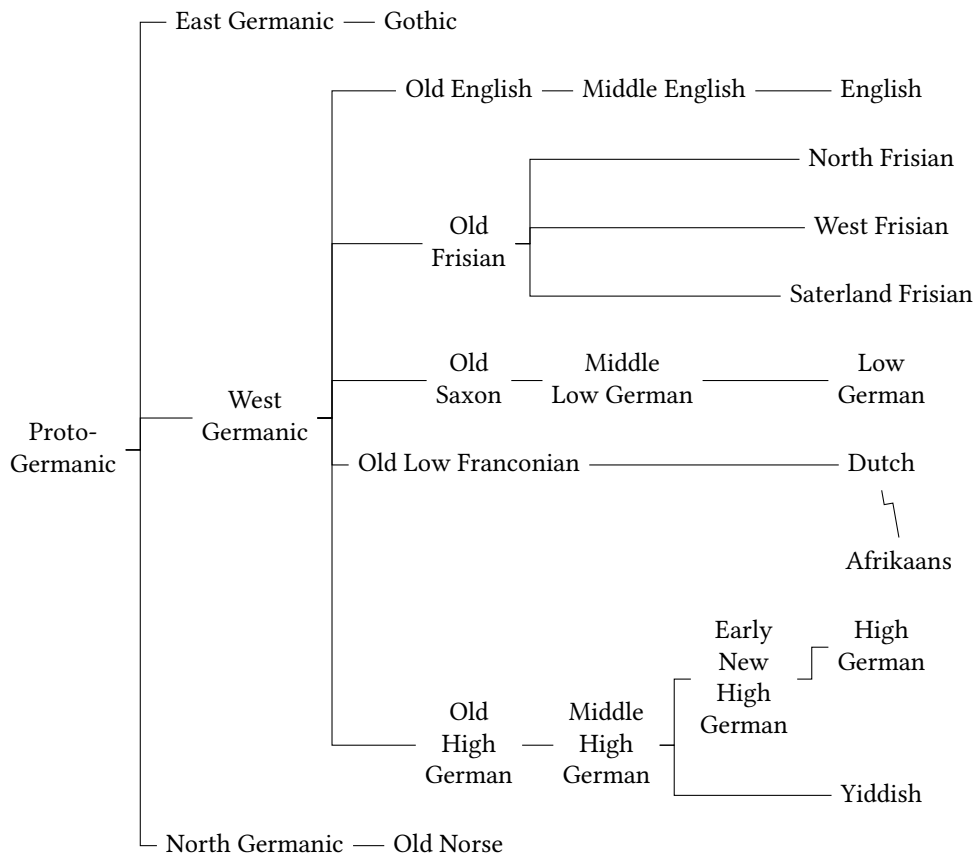 East Germanic
Gothic
Old English
Middle English
English
North Frisian
Old
Frisian
West Frisian
Saterland Frisian
Old
Saxon
Middle
Low German
Low
German
West
Germanic
Proto-
Germanic
Old Low Franconian
Dutch
Afrikaans
Early
New
High
German
High
German
Old
High
German
Middle
High
German
Yiddish
North Germanic
Old Norse